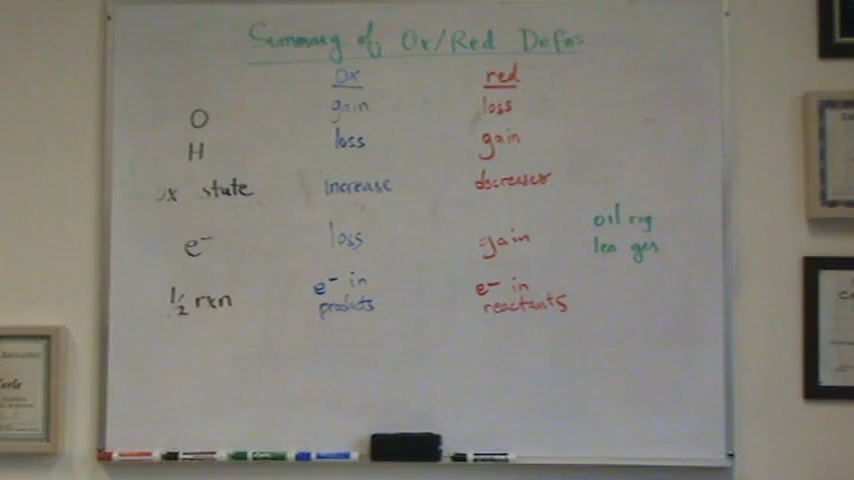 Summary of Ox/Red Defns
Ox red
O gain loss
H loss gain
ox state increase decreases
e⁻ loss gain
oil rig
leo ger
½ rxn e⁻ in products e⁻ in reactants